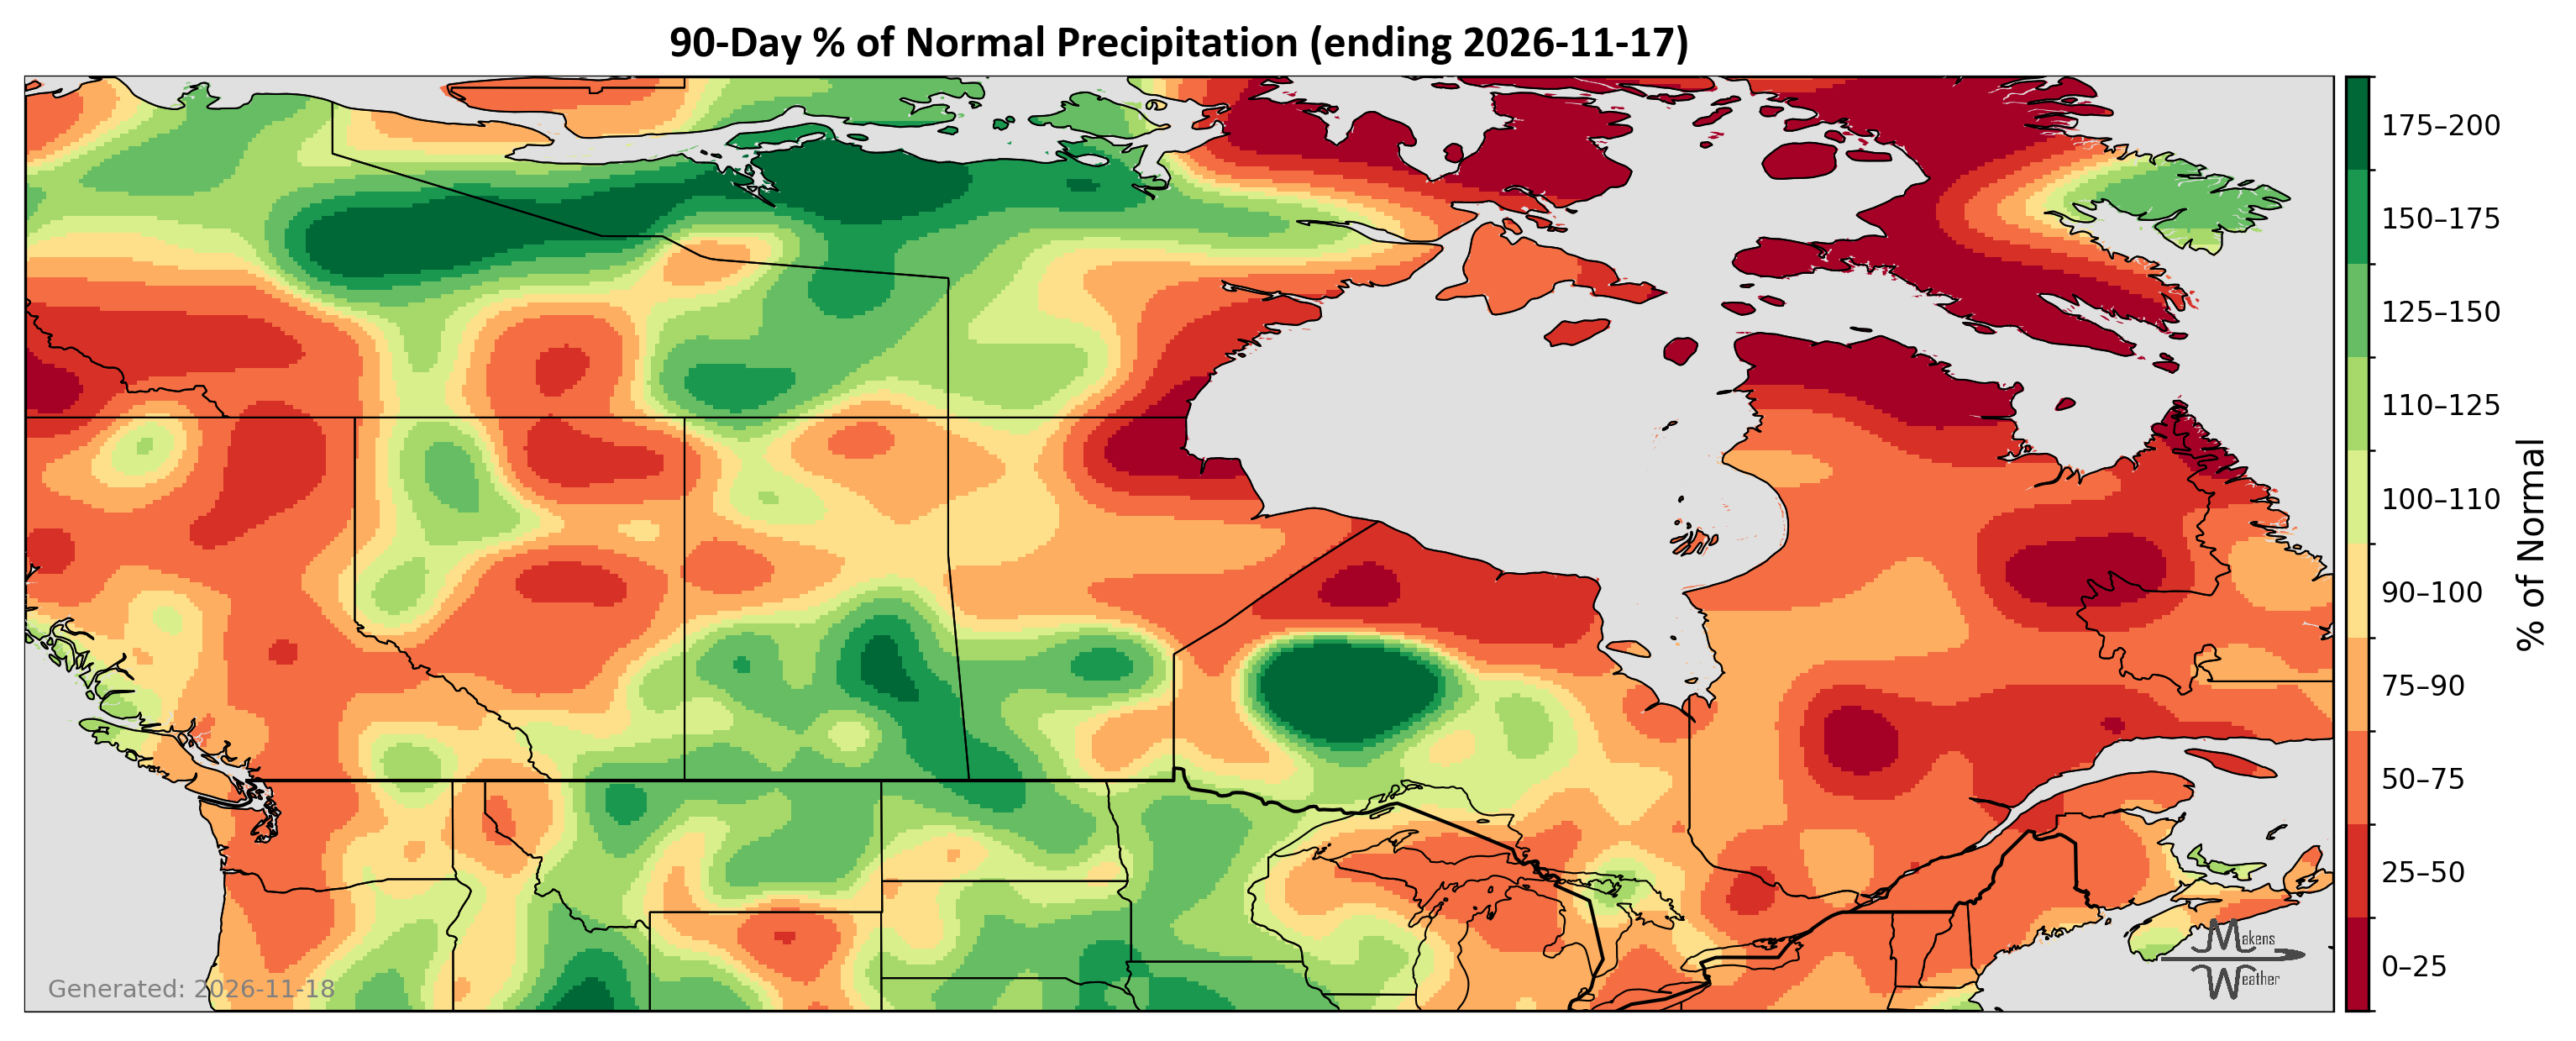 90-Day % of Normal Precipitation (ending 2026-11-17)
175–200
150–175
125–150
110–125
100–110
90–100
75–90
50–75
25–50
0–25
% of Normal
Generated: 2026-11-18
Makens
Weather